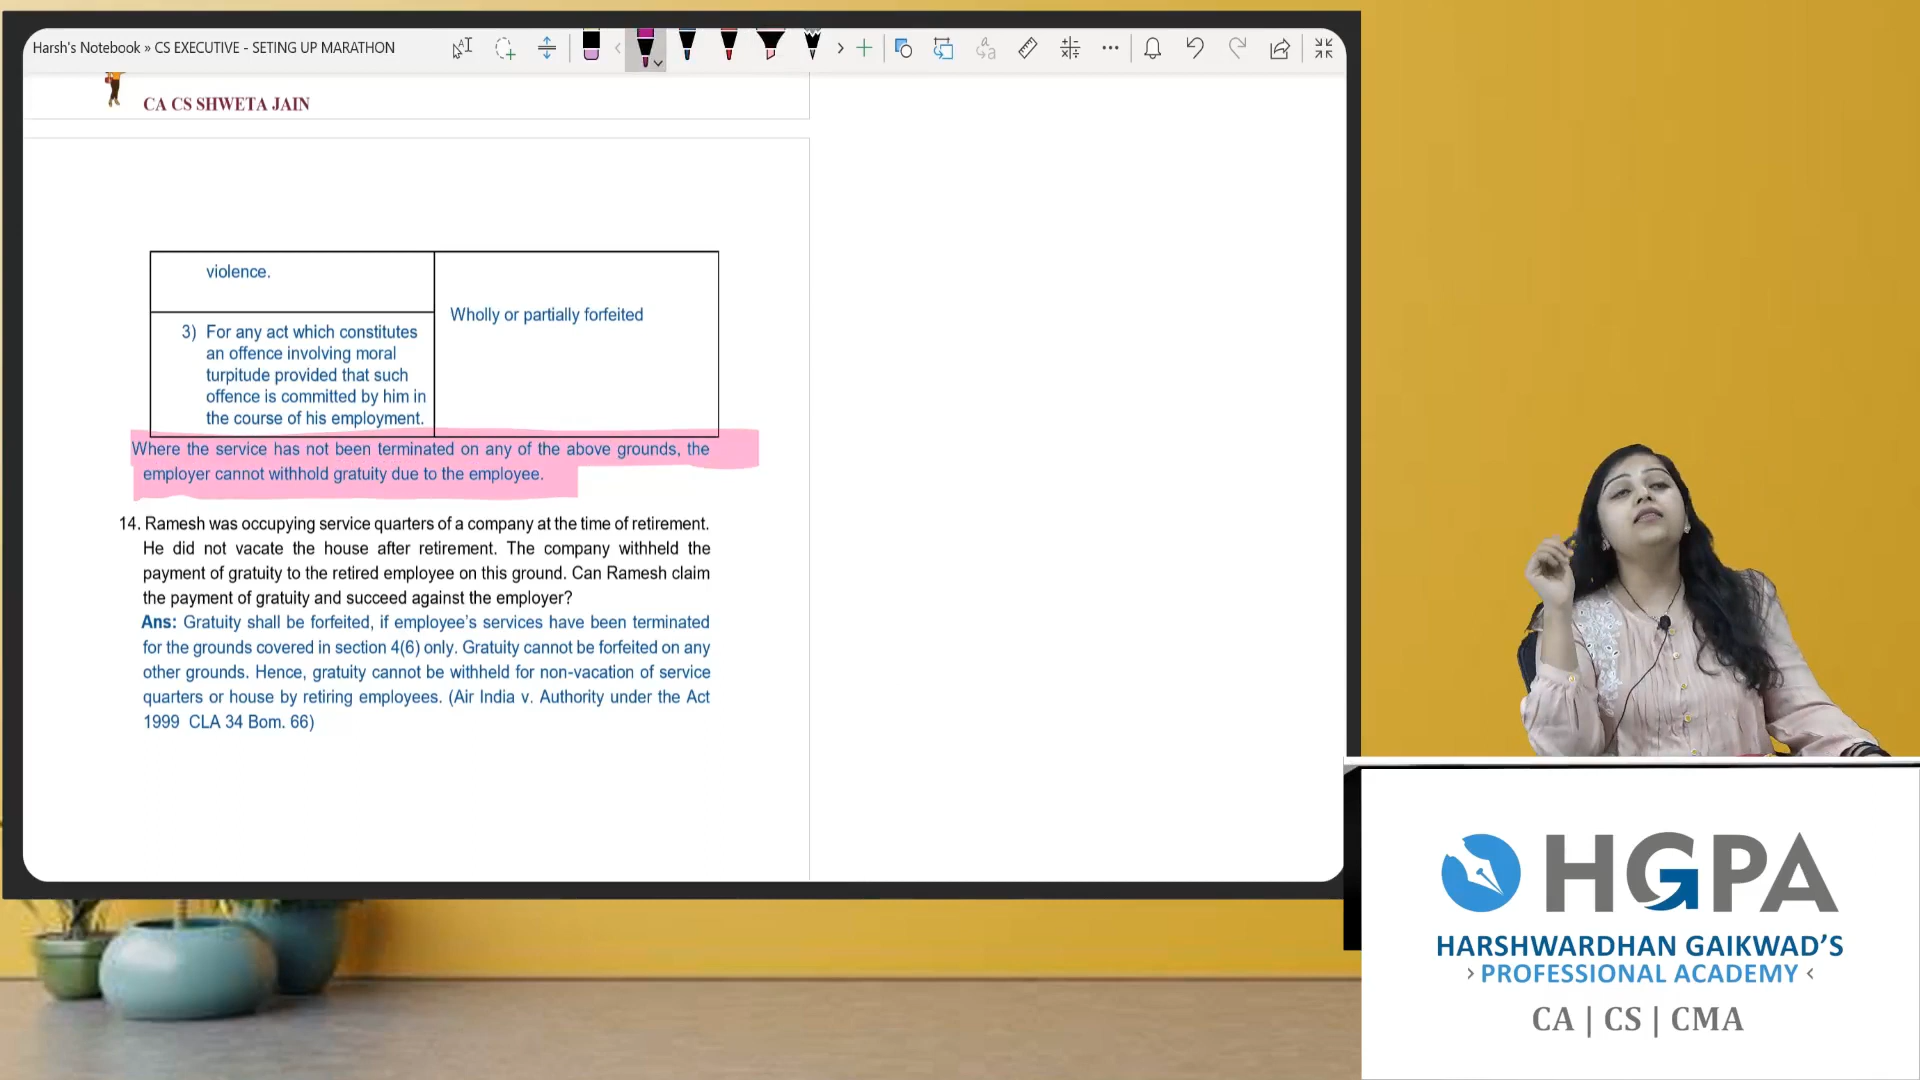 Harsh's Notebook » CS EXECUTIVE - SETING UP MARATHON
CA CS SHWETA JAIN
violence.
Wholly or partially forfeited
3) For any act which constitutes
an offence involving moral
turpitude provided that such
offence is committed by him in
the course of his employment.
Where the service has not been terminated on any of the above grounds, the
employer cannot withhold gratuity due to the employee.
14. Ramesh was occupying service quarters of a company at the time of retirement.
He did not vacate the house after retirement. The company withheld the
payment of gratuity to the retired employee on this ground. Can Ramesh claim
the payment of gratuity and succeed against the employer?
Ans: Gratuity shall be forfeited, if employee's services have been terminated
for the grounds covered in section 4(6) only. Gratuity cannot be forfeited on any
other grounds. Hence, gratuity cannot be withheld for non-vacation of service
quarters or house by retiring employees. (Air India v. Authority under the Act
1999 CLA 34 Bom. 66)
HGPA
HARSHWARDHAN GAIKWAD'S
› PROFESSIONAL ACADEMY ‹
CA | CS | CMA